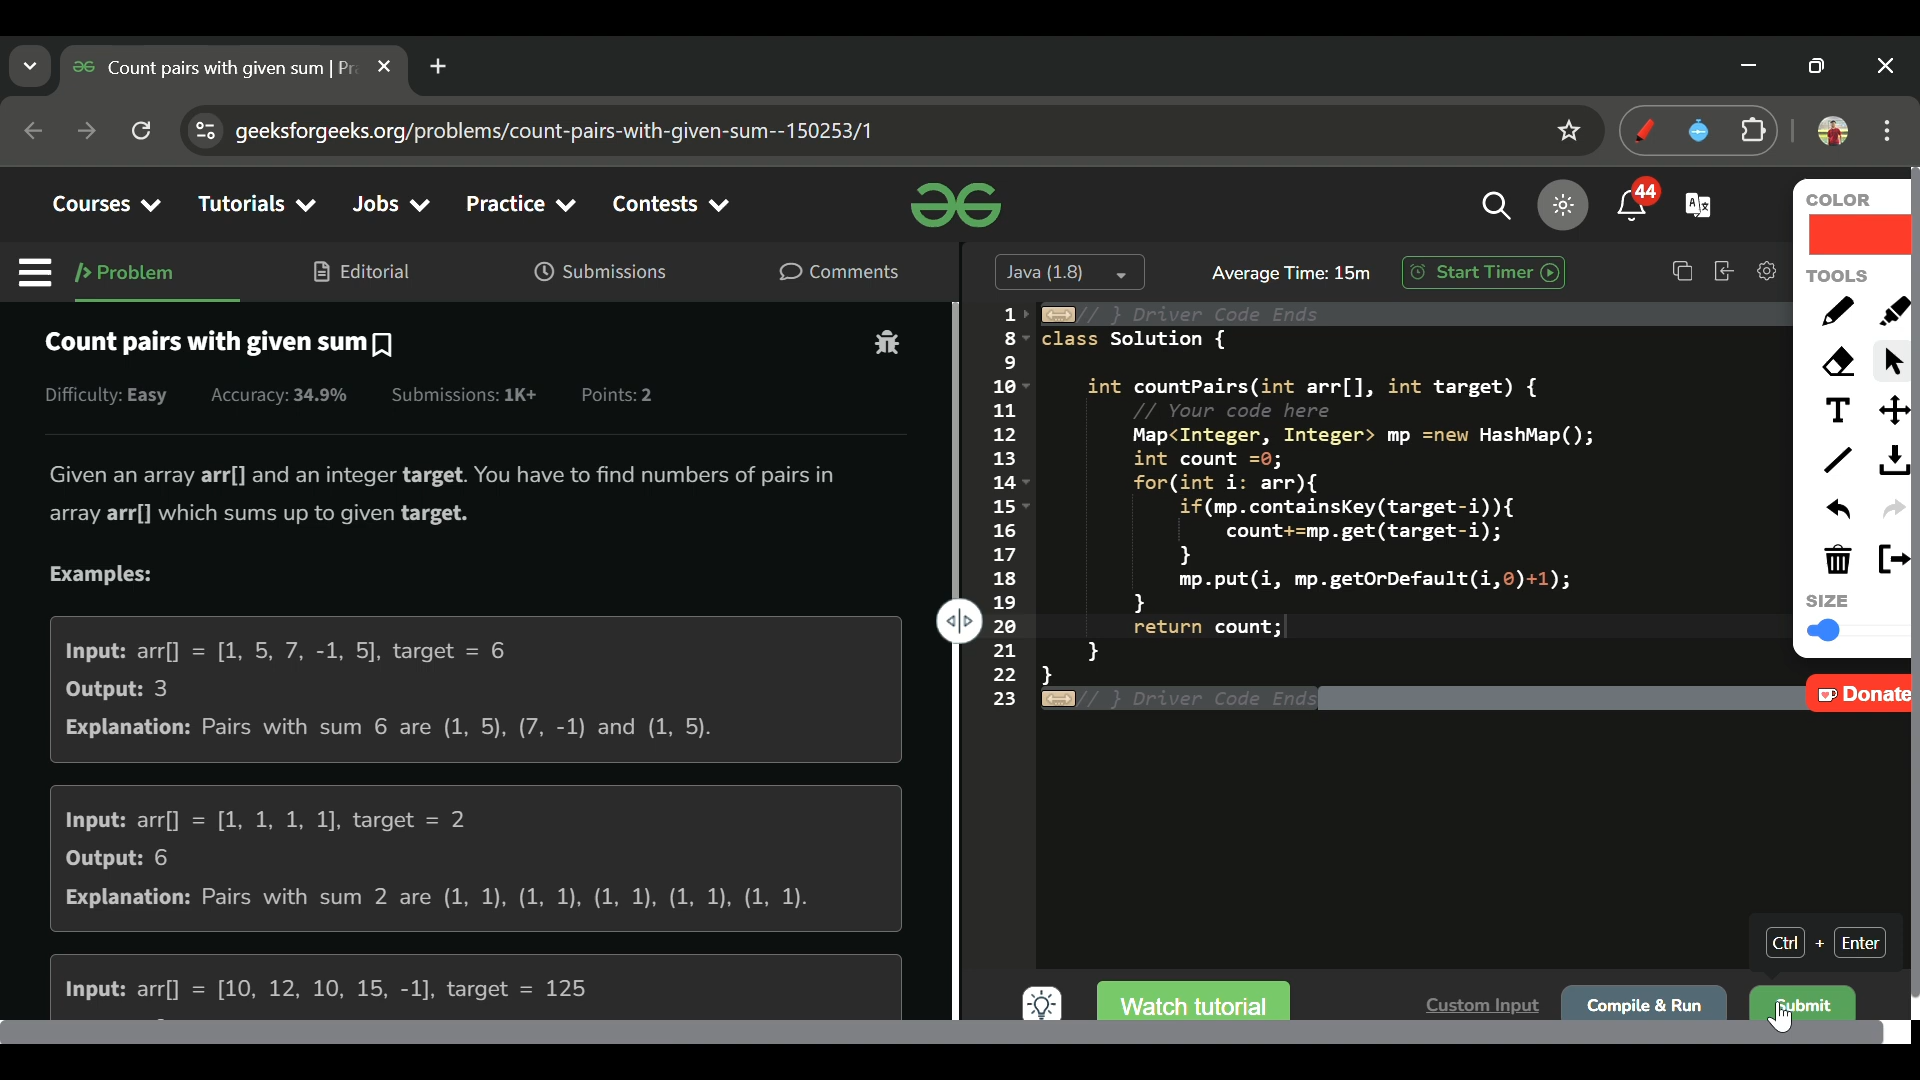 Count pairs with given sum | Pr
geeksforgeeks.org/problems/count-pairs-with-given-sum--150253/1
Courses Tutorials Jobs Practice Contests
44
COLOR
TOOLS
SIZE
Donate
Problem Editorial Submissions Comments
Count pairs with given sum
Difficulty: Easy Accuracy: 34.9% Submissions: 1K+ Points: 2
Given an array arr[] and an integer target. You have to find numbers of pairs in
array arr[] which sums up to given target.
Examples:
Input: arr[] = [1, 5, 7, -1, 5], target = 6
Output: 3
Explanation: Pairs with sum 6 are (1, 5), (7, -1) and (1, 5).
Input: arr[] = [1, 1, 1, 1], target = 2
Output: 6
Explanation: Pairs with sum 2 are (1, 1), (1, 1), (1, 1), (1, 1), (1, 1).
Input: arr[] = [10, 12, 10, 15, -1], target = 125
Java (1.8) Average Time: 15m Start Timer
1 // } Driver Code Ends
8 class Solution {
9
10 int countPairs(int arr[], int target) {
11 // Your code here
12 Map<Integer, Integer> mp =new HashMap();
13 int count =0;
14 for(int i: arr){
15 if(mp.containsKey(target-i)){
16 count+=mp.get(target-i);
17 }
18 mp.put(i, mp.getOrDefault(i,0)+1);
19 }
20 return count;
21 }
22 }
23 // } Driver Code Ends
Ctrl + Enter
Watch tutorial Custom Input Compile & Run Submit